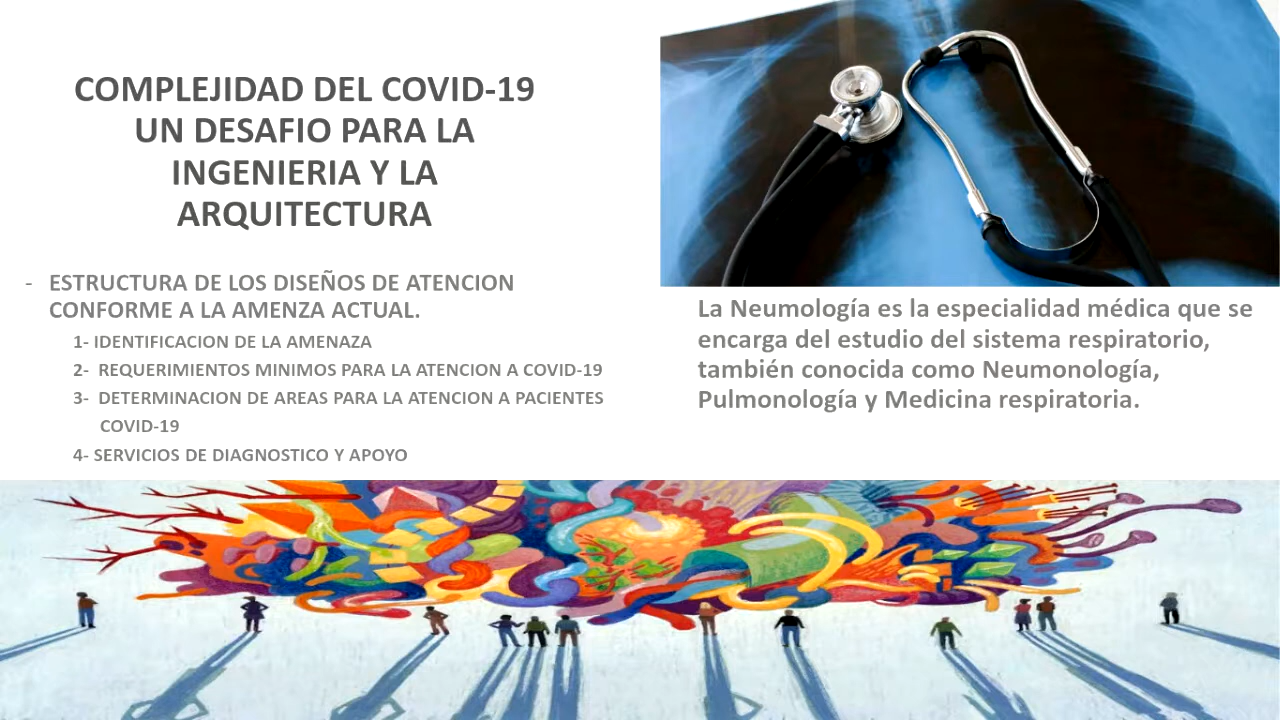 COMPLEJIDAD DEL COVID-19
UN DESAFIO PARA LA
INGENIERIA Y LA
ARQUITECTURA
- ESTRUCTURA DE LOS DISEÑOS DE ATENCION
CONFORME A LA AMENZA ACTUAL.
1- IDENTIFICACION DE LA AMENAZA
2- REQUERIMIENTOS MINIMOS PARA LA ATENCION A COVID-19
3- DETERMINACION DE AREAS PARA LA ATENCION A PACIENTES
COVID-19
4- SERVICIOS DE DIAGNOSTICO Y APOYO
La Neumología es la especialidad médica que se
encarga del estudio del sistema respiratorio,
también conocida como Neumonología,
Pulmonología y Medicina respiratoria.